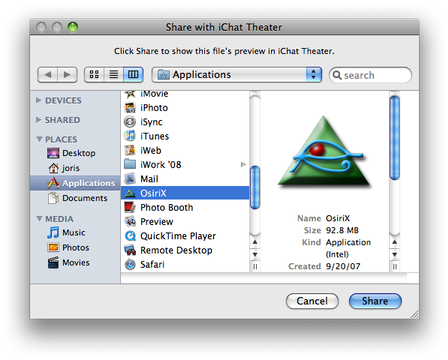 Share with iChat Theater
Click Share to show this file's preview in iChat Theater.
Applications
search
DEVICES
SHARED
PLACES
Desktop
joris
Applications
Documents
MEDIA
Music
Photos
Movies
iMovie
iPhoto
iSync
iTunes
iWeb
iWork '08
Mail
OsiriX
Photo Booth
Preview
QuickTime Player
Remote Desktop
Safari
Name OsiriX
Size 92.8 MB
Kind Application
(Intel)
Created 9/20/07
Cancel
Share